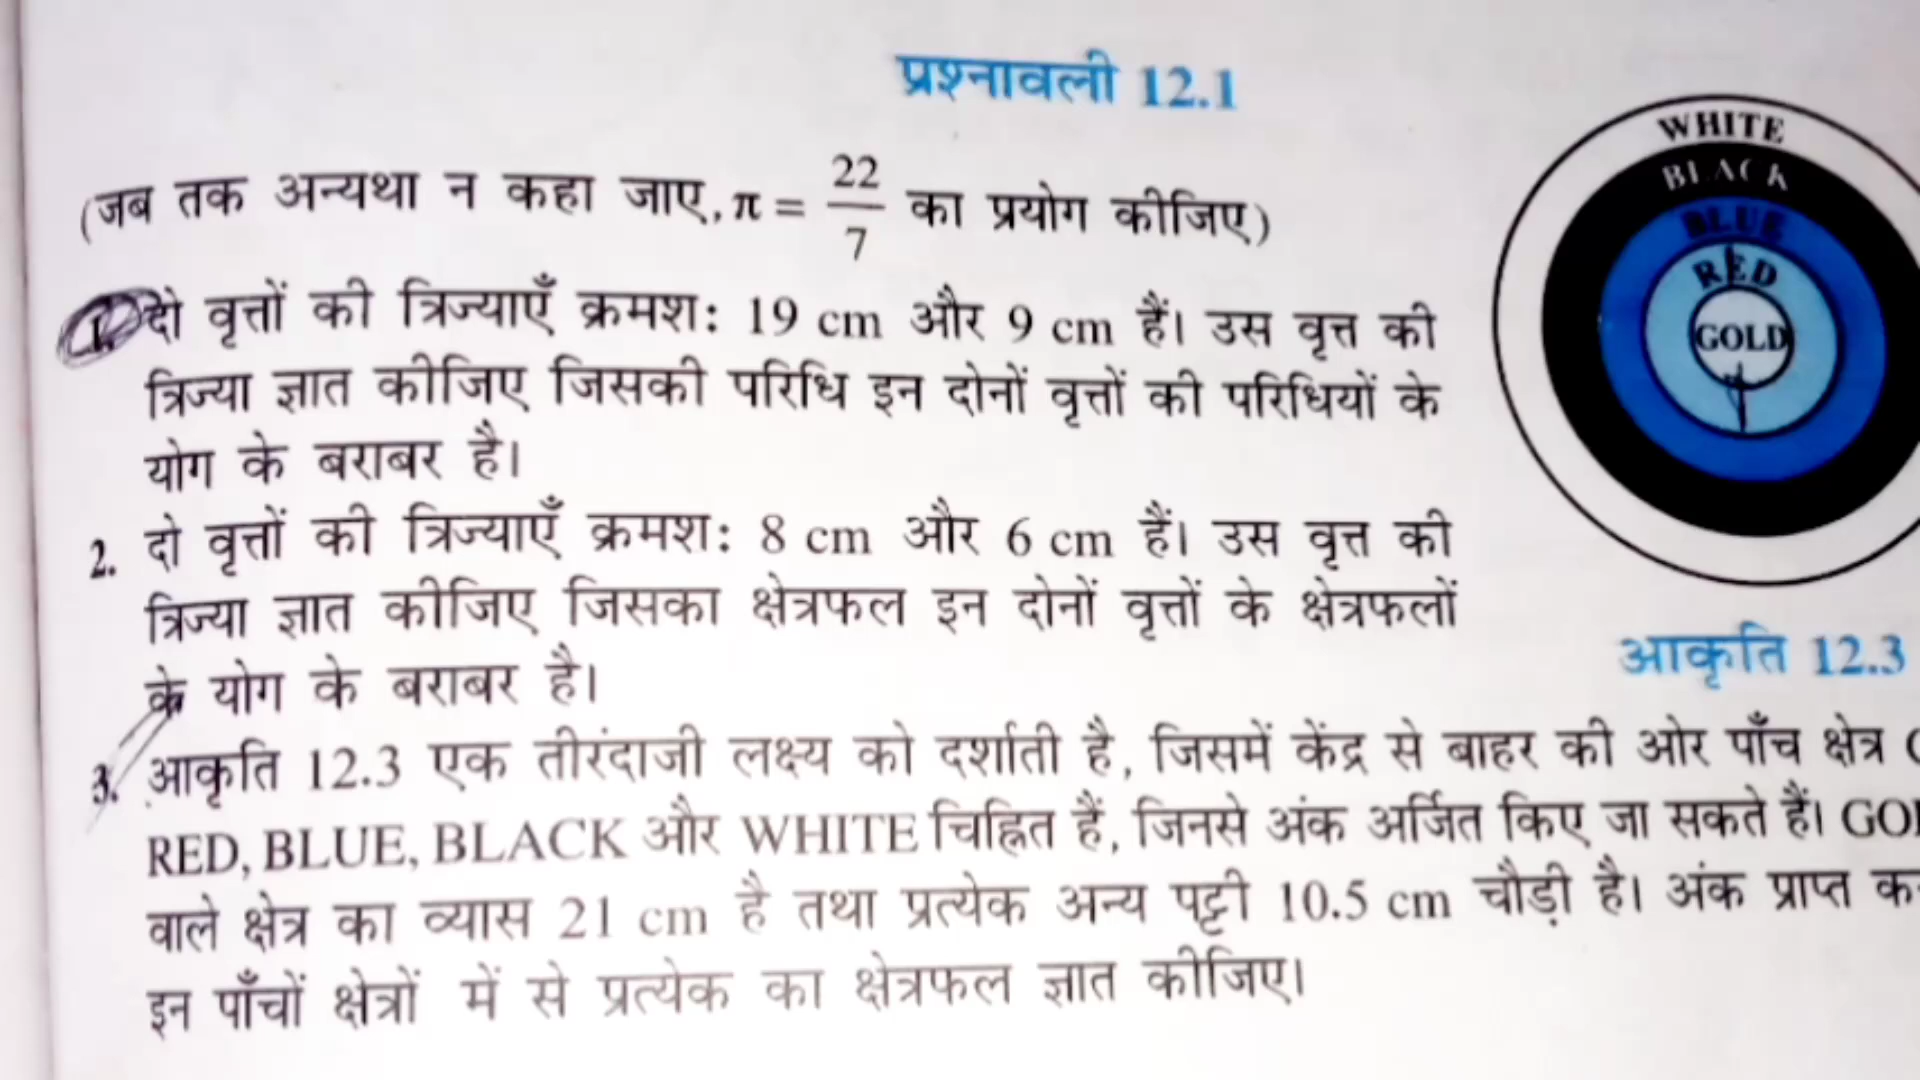 प्रश्नावली 12.1
(जब तक अन्यथा न कहा जाए, π = 22/7 का प्रयोग कीजिए)
1. दो वृत्तों की त्रिज्याएँ क्रमश: 19 cm और 9 cm हैं। उस वृत्त की
त्रिज्या ज्ञात कीजिए जिसकी परिधि इन दोनों वृत्तों की परिधियों के
योग के बराबर है।
2. दो वृत्तों की त्रिज्याएँ क्रमश: 8 cm और 6 cm हैं। उस वृत्त की
त्रिज्या ज्ञात कीजिए जिसका क्षेत्रफल इन दोनों वृत्तों के क्षेत्रफलों
के योग के बराबर है।
WHITE
BLACK
BLUE
RED
GOLD
आकृति 12.3
3. आकृति 12.3 एक तीरंदाजी लक्ष्य को दर्शाती है, जिसमें केंद्र से बाहर की ओर पाँच क्षेत्र
RED, BLUE, BLACK और WHITE चिह्नित हैं, जिनसे अंक अर्जित किए जा सकते हैं।
वाले क्षेत्र का व्यास 21 cm है तथा प्रत्येक अन्य पट्टी 10.5 cm चौड़ी है। अंक प्राप्त
इन पाँचों क्षेत्रों में से प्रत्येक का क्षेत्रफल ज्ञात कीजिए।